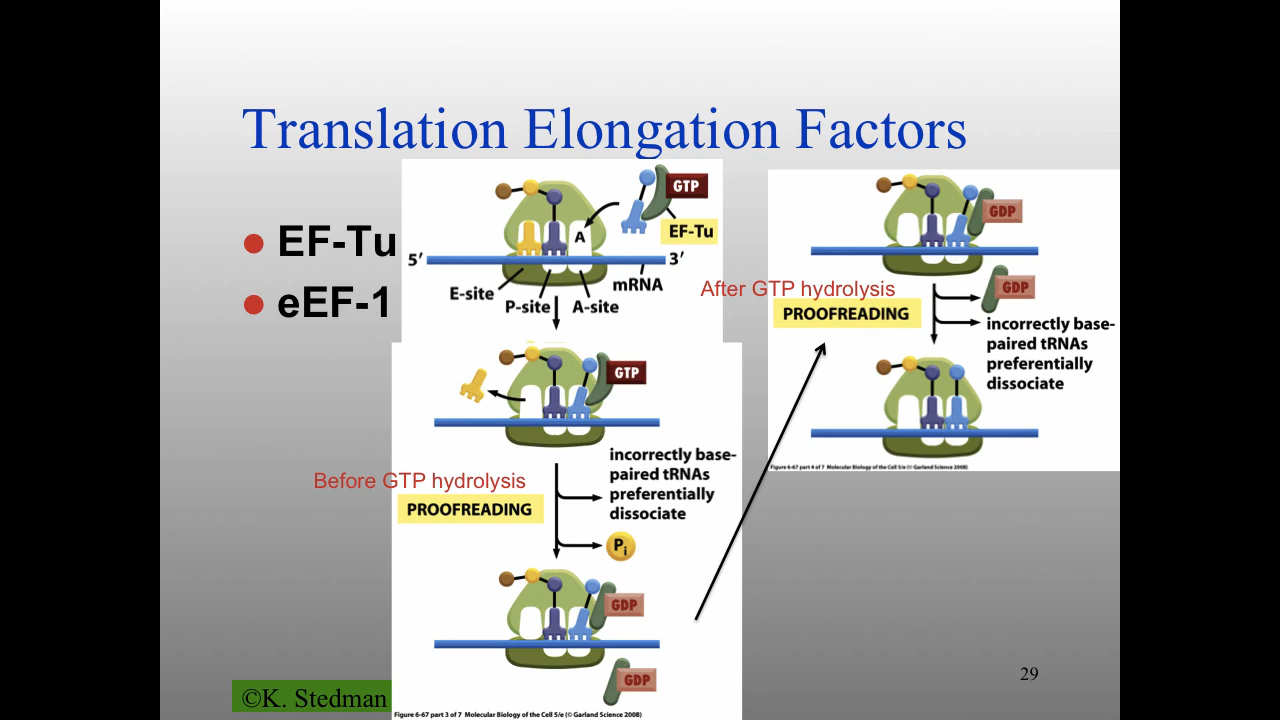 Translation Elongation Factors
EF-Tu
eEF-1
GTP
A
EF-Tu
5′
3′
mRNA
E-site
P-site
A-site
GTP
incorrectly base-
paired tRNAs
preferentially
dissociate
Before GTP hydrolysis
PROOFREADING
Pi
GDP
GDP
Figure 6-67 part 3 of 7 Molecular Biology of the Cell 5/e (© Garland Science 2008)
GDP
After GTP hydrolysis
GDP
PROOFREADING
incorrectly base-
paired tRNAs
preferentially
dissociate
Figure 6-67 part 4 of 7 Molecular Biology of the Cell 5/e (© Garland Science 2008)
29
©K. Stedman